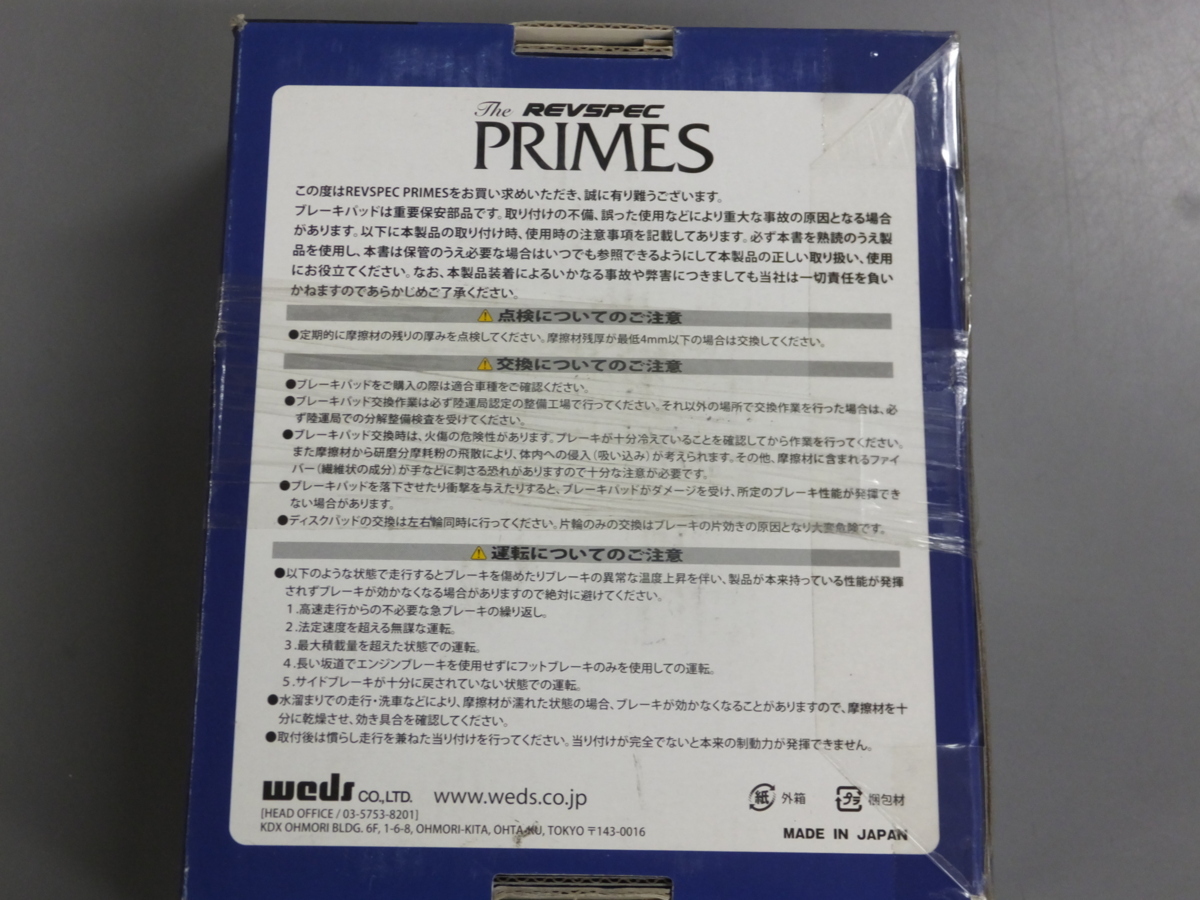 The REVSPEC
PRIMES
この度はREVSPEC PRIMESをお買い求めいただき、誠に有り難うございます。
ブレーキパッドは重要保安部品です。取り付けの不備、誤った使用などにより重大な事故の原因となる場合
があります。以下に本製品の取り付け時、使用時の注意事項を記載してあります。必ず本書を熟読のうえ製
品を使用し、本書は保管のうえ必要な場合はいつでも参照できるようにして本製品の正しい取り扱い、使用
にお役立てください。なお、本製品装着によるいかなる事故や弊害につきましても当社は一切責任を負い
かねますのであらかじめご了承ください。
⚠点検についてのご注意
●定期的に摩擦材の残りの厚みを点検してください。摩擦材残厚が最低4mm以下の場合は交換してください。
⚠交換についてのご注意
●ブレーキパッドをご購入の際は適合車種をご確認ください。
●ブレーキパッド交換作業は必ず陸運局認定の整備工場で行ってください。それ以外の場所で交換作業を行った場合は、必
ず陸運局での分解整備検査を受けてください。
●ブレーキパッド交換時は、火傷の危険性があります。ブレーキが十分冷えていることを確認してから作業を行ってください。
また摩擦材から研磨分摩耗粉の飛散により、体内への侵入（吸い込み）が考えられます。その他、摩擦材に含まれるファイ
バー（繊維状の成分）が手などに刺さる恐れがありますので十分な注意が必要です。
●ブレーキパッドを落下させたり衝撃を与えたりすると、ブレーキパッドがダメージを受け、所定のブレーキ性能が発揮でき
ない場合があります。
●ディスクパッドの交換は左右輪同時に行ってください。片輪のみの交換はブレーキの片効きの原因となり大変危険です。
⚠運転についてのご注意
●以下のような状態で走行するとブレーキを傷めたりブレーキの異常な温度上昇を伴い、製品が本来持っている性能が発揮
されずブレーキが効かなくなる場合がありますので絶対に避けてください。
1.高速走行からの不必要な急ブレーキの繰り返し。
2.法定速度を超える無謀な運転。
3.最大積載量を超えた状態での運転。
4.長い坂道でエンジンブレーキを使用せずにフットブレーキのみを使用しての運転。
5.サイドブレーキが十分に戻されていない状態での運転。
●水溜まりでの走行・洗車などにより、摩擦材が濡れた状態の場合、ブレーキが効かなくなることがありますので、摩擦材を十
分に乾燥させ、効き具合を確認してください。
●取付後は慣らし走行を兼ねた当り付けを行ってください。当り付けが完全でないと本来の制動力が発揮できません。
weds CO.,LTD. www.weds.co.jp
紙 外箱 プラ 梱包材
[HEAD OFFICE / 03-5753-8201]
KDX OHMORI BLDG. 6F, 1-6-8, OHMORI-KITA, OHTA-KU, TOKYO 〒143-0016
MADE IN JAPAN